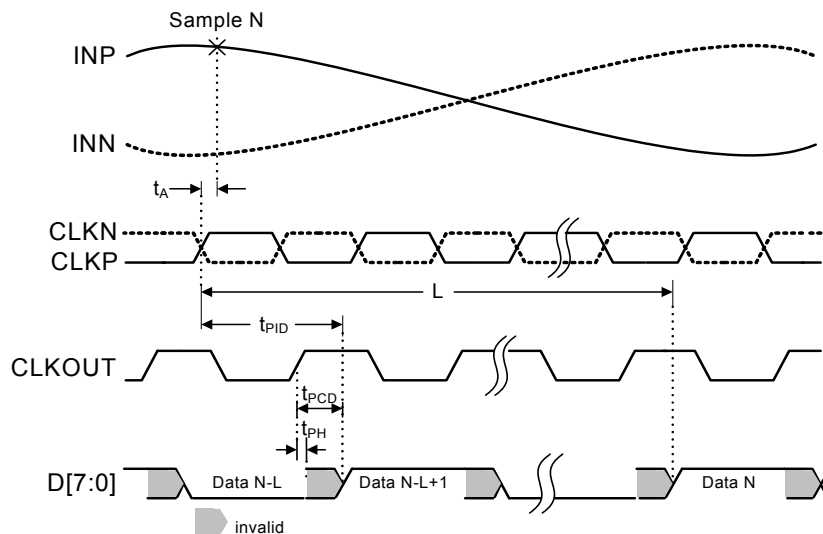 Sample N
INP
INN
tA
CLKN
CLKP
L
tPID
CLKOUT
tPCD
tPH
D[7:0]
Data N-L
Data N-L+1
Data N
invalid